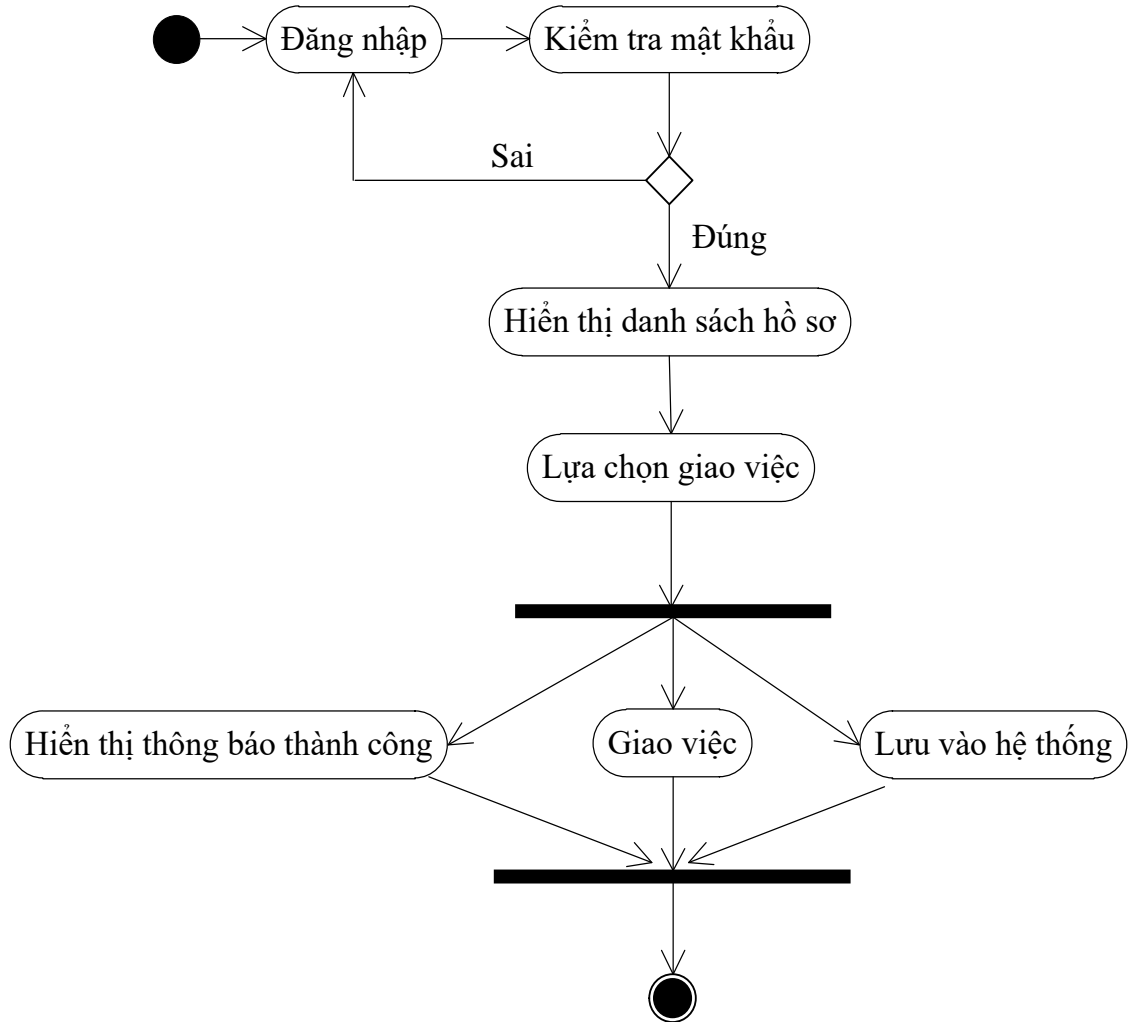 Đăng nhập
Kiểm tra mật khẩu
Sai
Đúng
Hiển thị danh sách hồ sơ
Lựa chọn giao việc
Hiển thị thông báo thành công
Giao việc
Lưu vào hệ thống